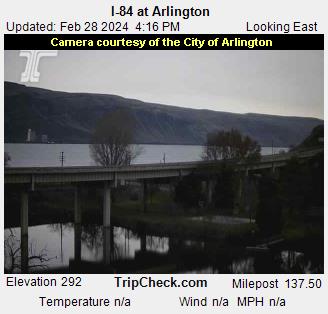 I-84 at Arlington
Updated: Feb 28 2024 4:16 PM Looking East
Camera courtesy of the City of Arlington
Elevation 292 TripCheck.com Milepost 137.50
Temperature n/a Wind n/a MPH n/a